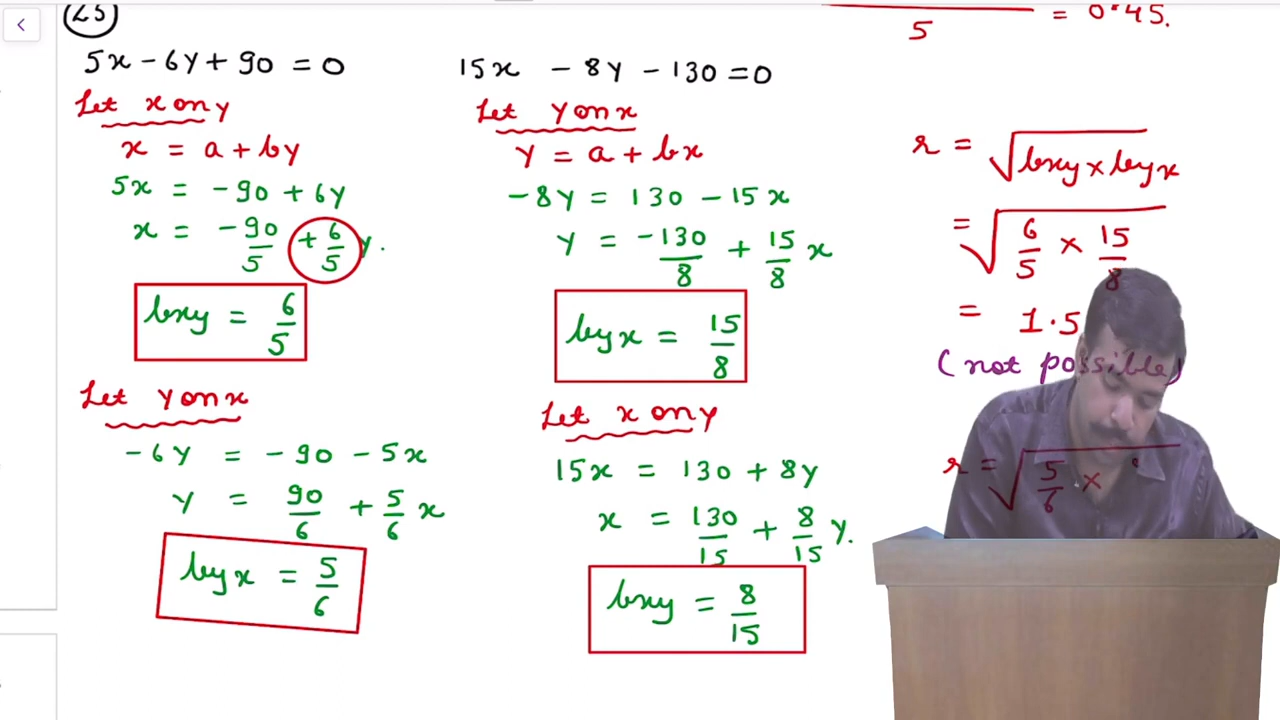 25
5
= 0.45.
5x - 6y + 90 = 0
Let x on y
x = a + by
5x = -90 + 6y
x = -90/5 + 6/5 y.
bxy = 6/5
Let y on x
-6y = -90 - 5x
y = 90/6 + 5/6 x
byx = 5/6
15x - 8y - 130 = 0
Let y on x
y = a + bx
-8y = 130 - 15x
y = -130/8 + 15/8 x
byx = 15/8
Let x on y
15x = 130 + 8y
x = 130/15 + 8/15 y.
bxy = 8/15
r = √bxy x byx
= √6/5 x 15/8
= 1.5
(not possible)
r = √5/6 x